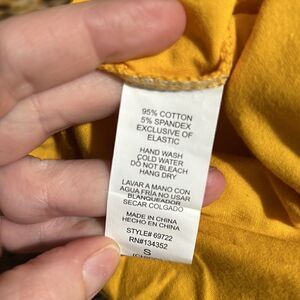 95% COTTON
5% SPANDEX
EXCLUSIVE OF
ELASTIC
HAND WASH
COLD WATER
DO NOT BLEACH
HANG DRY
LAVAR A MANO CON
AGUA FRIA NO USAR
BLANQUEADOR
SECAR COLGADO
MADE IN CHINA
HECHO EN CHINA
STYLE# 69722
RN#134352
S